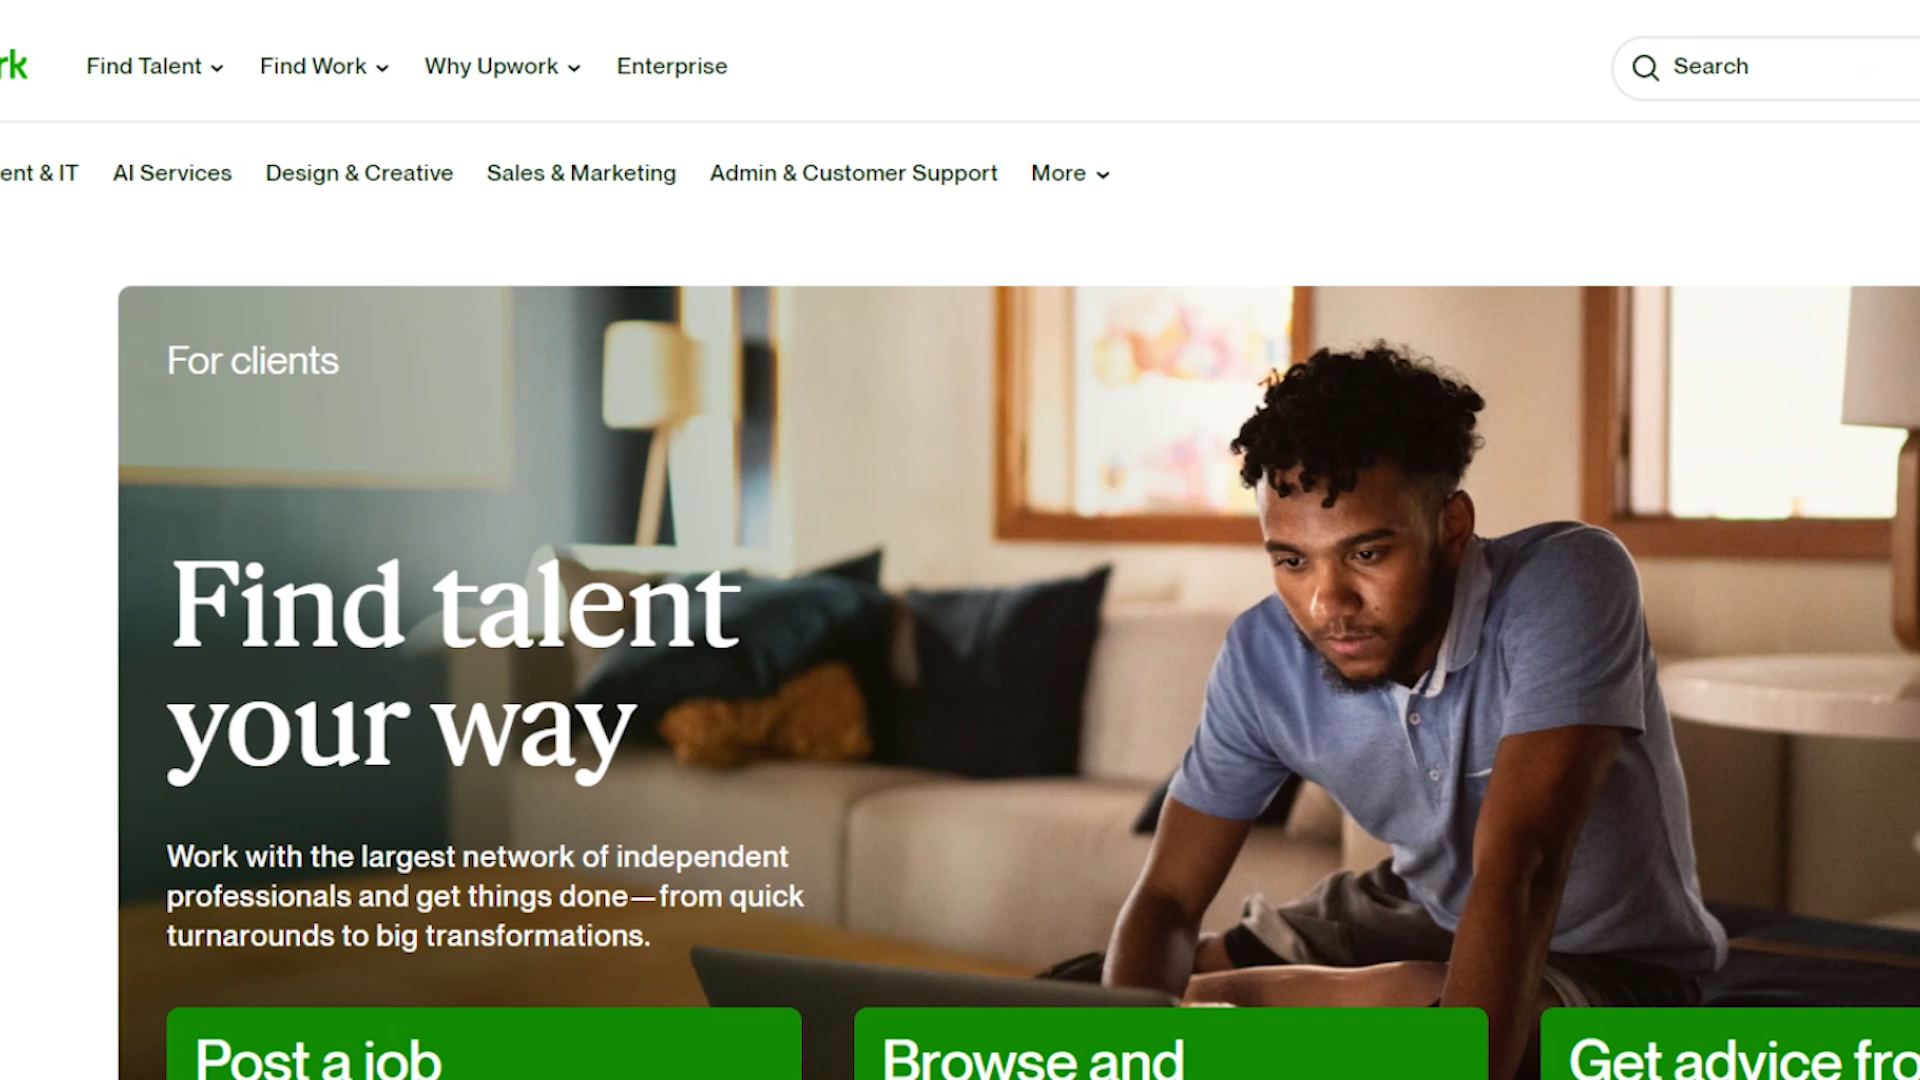 rk Find Talent Find Work Why Upwork Enterprise Search
ent & IT AI Services Design & Creative Sales & Marketing Admin & Customer Support More
For clients
Find talent
your way
Work with the largest network of independent
professionals and get things done—from quick
turnarounds to big transformations.
Post a job Browse and Get advice fro